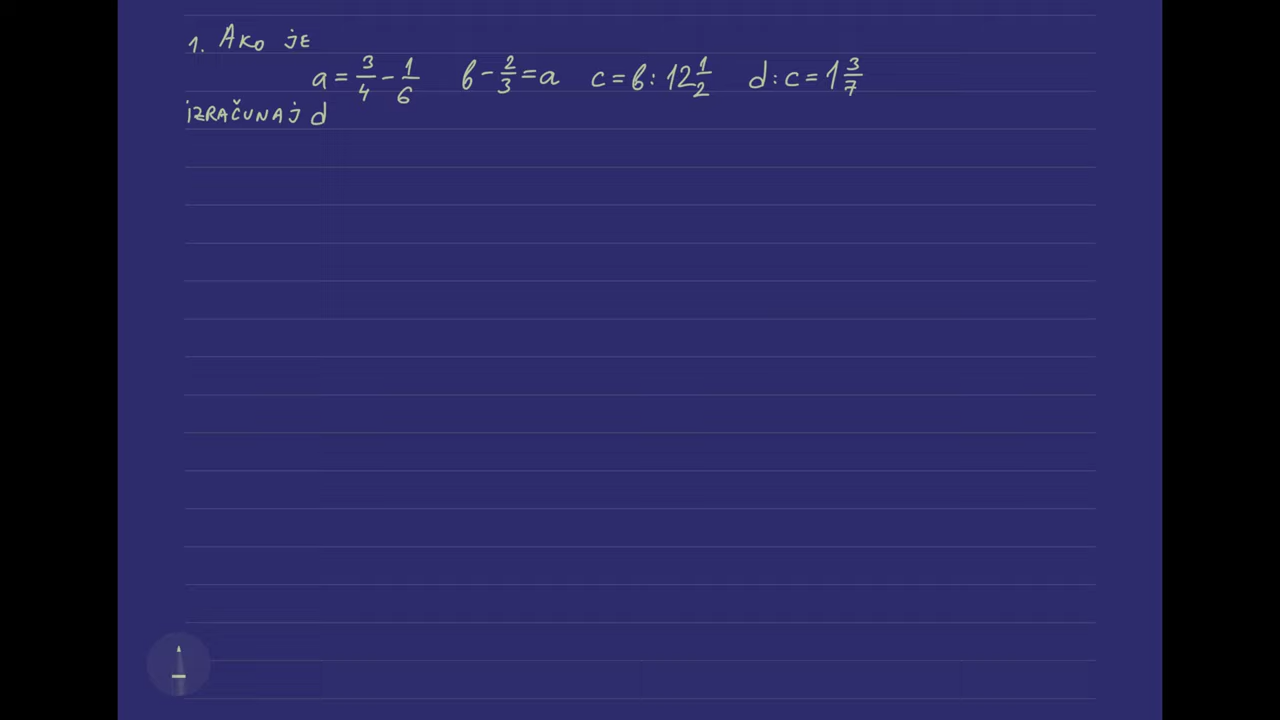 1. Ako je
a = 3/4 - 1/6 b - 2/3 = a c = b : 12 1/2 d : c = 1 3/7
izračunaj d